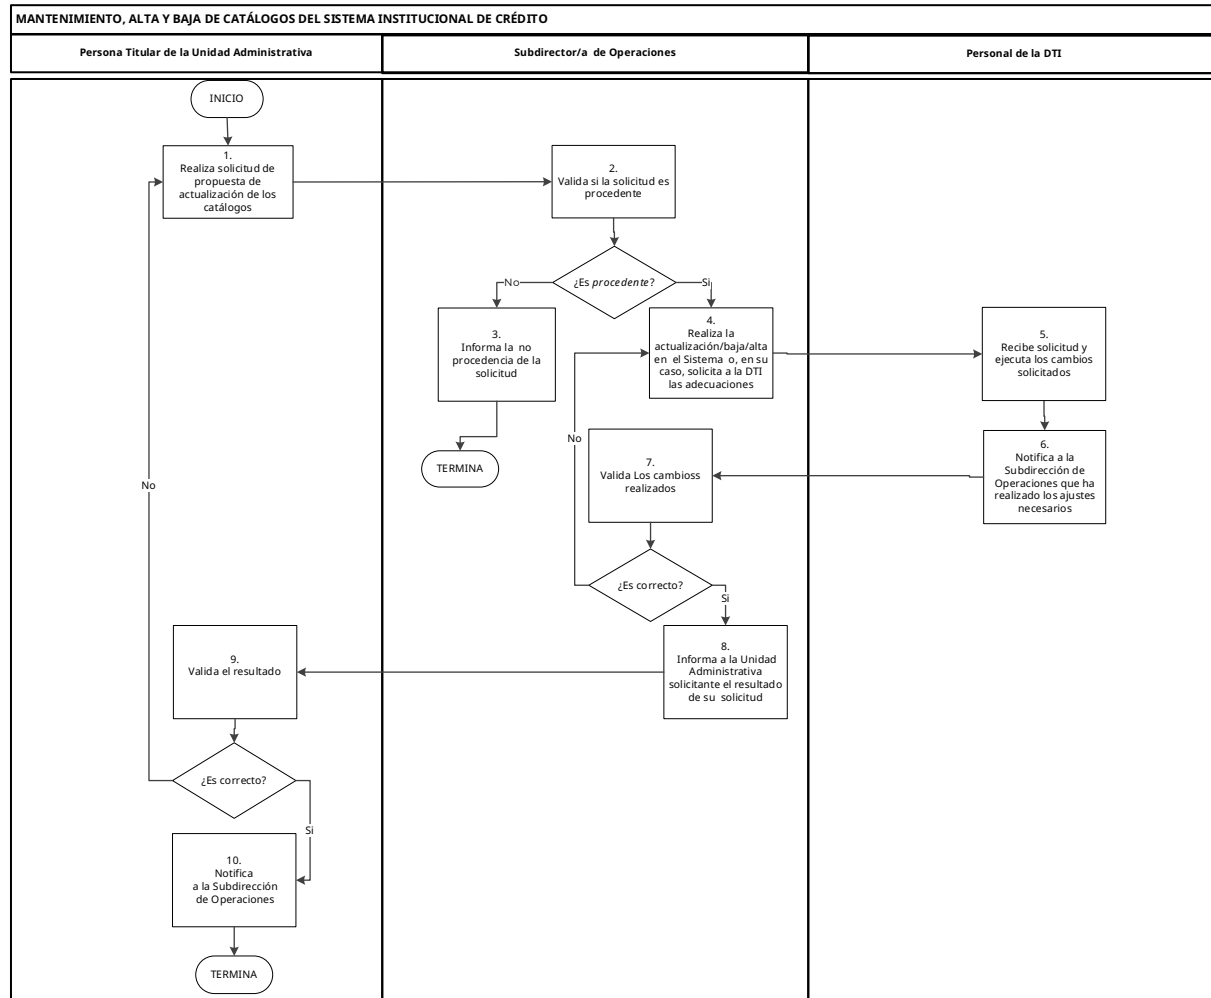 MANTENIMIENTO, ALTA Y BAJA DE CATÁLOGOS DEL SISTEMA INSTITUCIONAL DE CRÉDITO
Persona Titular de la Unidad Administrativa
Subdirector/a de Operaciones
Personal de la DTI
INICIO
1.
Realiza solicitud de
propuesta de
actualización de los
catálogos
2.
Valida si la solicitud es
procedente
¿Es procedente?
No
Si
3.
Informa la no
procedencia de la
solicitud
4.
Realiza la
actualización/baja/alta
en el Sistema o, en su
caso, solicita a la DTI
las adecuaciones
5.
Recibe solicitud y
ejecuta los cambios
solicitados
TERMINA
No
6.
Notifica a la
Subdirección de
Operaciones que ha
realizado los ajustes
necesarios
7.
Valida Los cambioss
realizados
No
¿Es correcto?
Si
8.
Informa a la Unidad
Administrativa
solicitante el resultado
de su solicitud
9.
Valida el resultado
¿Es correcto?
Si
10.
Notifica
a la Subdirección
de Operaciones
TERMINA